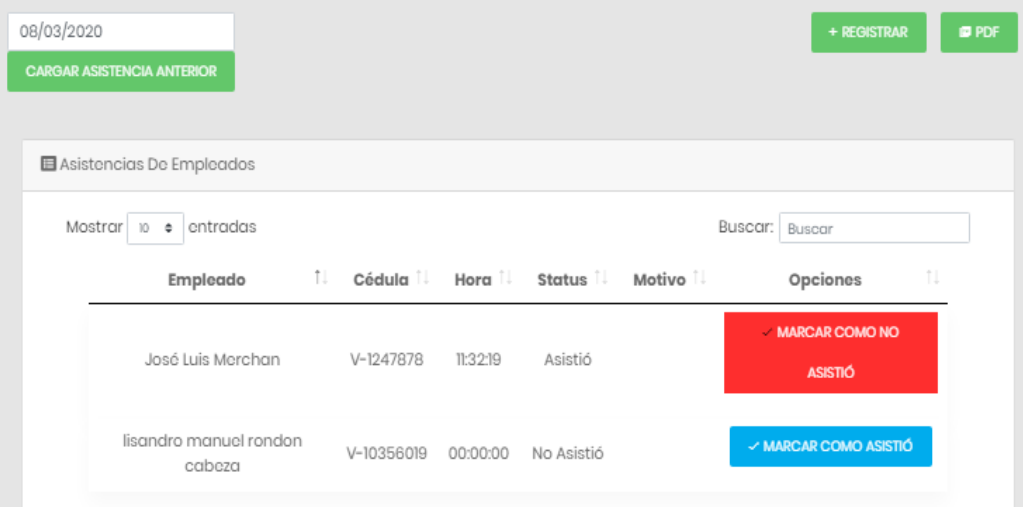 08/03/2020
+ REGISTRAR
PDF
CARGAR ASISTENCIA ANTERIOR
Asistencias De Empleados
Mostrar 10 entradas
Buscar: Buscar
Empleado Cédula Hora Status Motivo Opciones
José Luis Merchan V-1247878 11:32:19 Asistió
MARCAR COMO NO
ASISTIÓ
lisandro manuel rondon
cabeza
V-10356019 00:00:00 No Asistió
MARCAR COMO ASISTIÓ